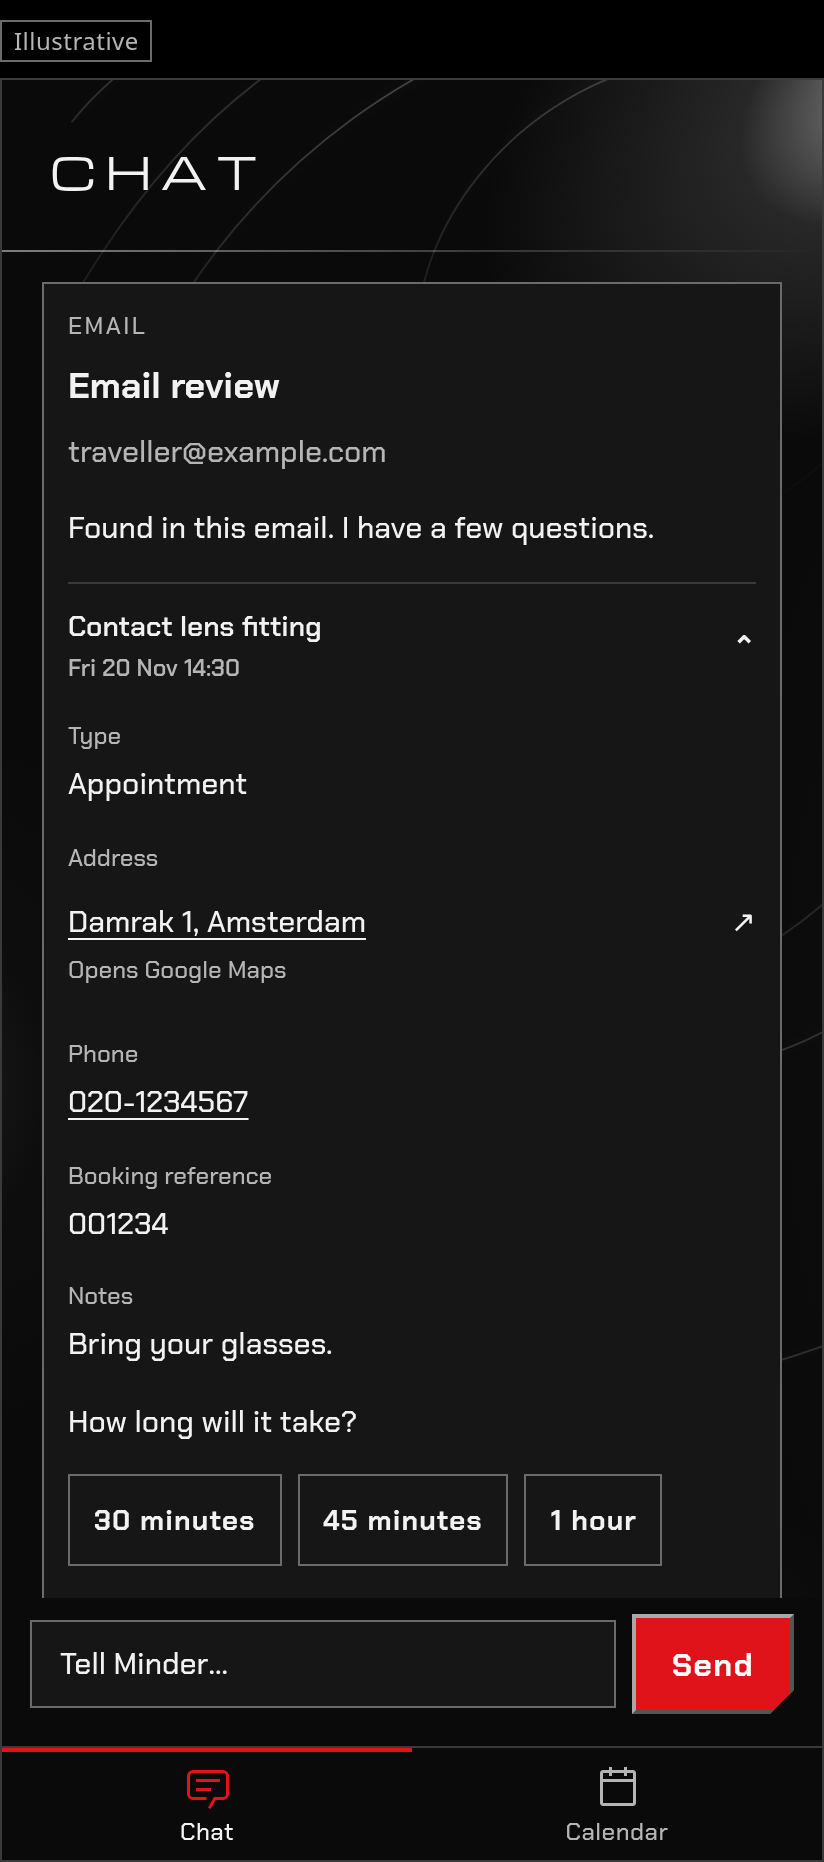 Illustrative
CHAT
EMAIL
Email review
traveller@example.com
Found in this email. I have a few questions.
Contact lens fitting
Fri 20 Nov 14:30
Type
Appointment
Address
Damrak 1, Amsterdam
Opens Google Maps
Phone
020-1234567
Booking reference
001234
Notes
Bring your glasses.
How long will it take?
30 minutes 45 minutes 1 hour
Tell Minder... Send
Chat Calendar